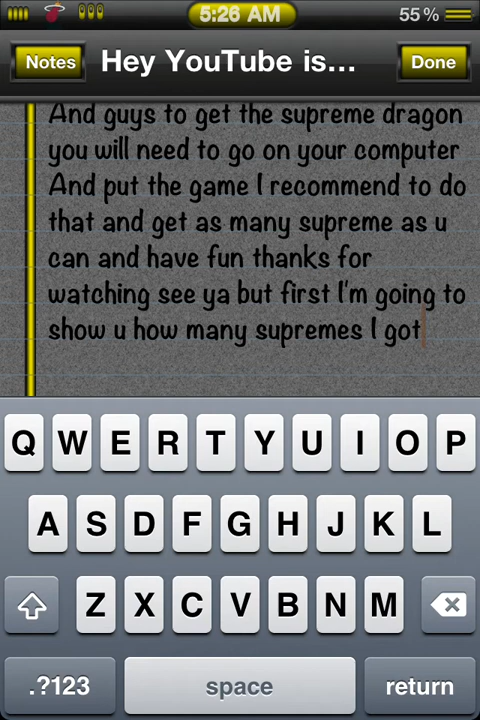 5:26 AM
55%
Notes
Hey YouTube is...
Done
And guys to get the supreme dragon
you will need to go on your computer
And put the game I recommend to do
that and get as many supreme as u
can and have fun thanks for
watching see ya but first I'm going to
show u how many supremes I got
Q W E R T Y U I O P
A S D F G H J K L
Z X C V B N M
.?123 space return